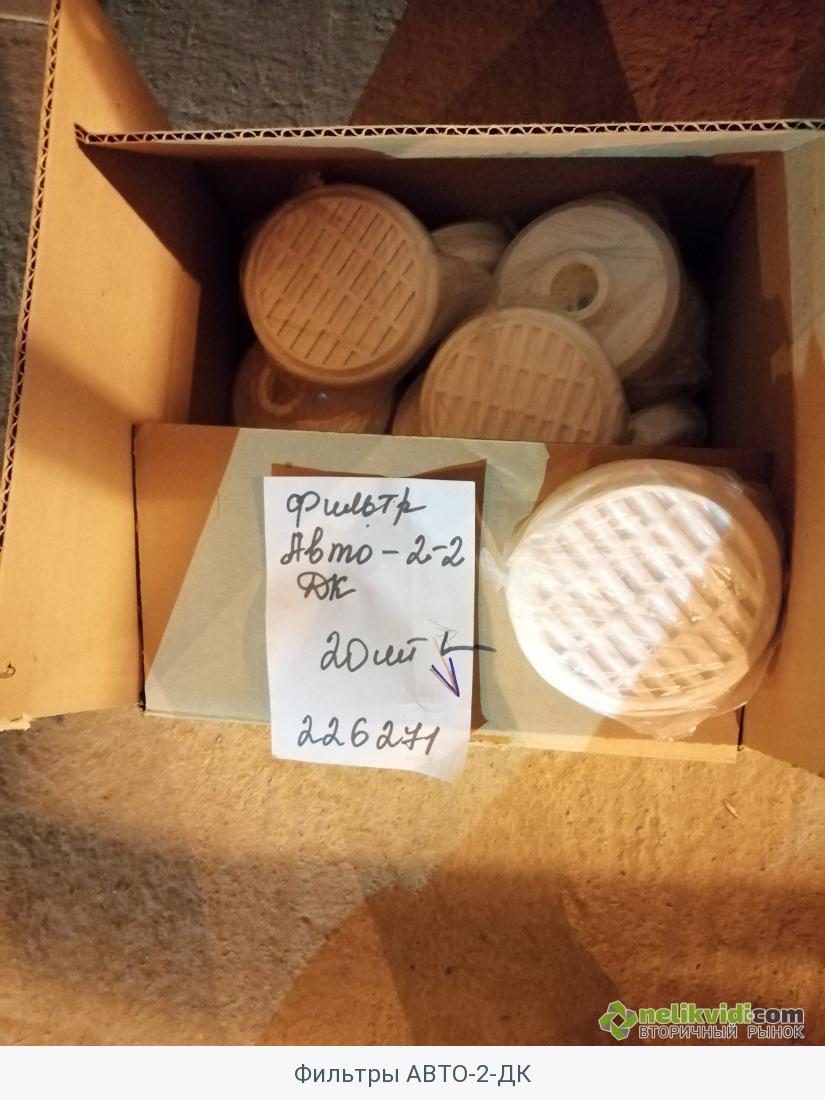 Фильтр
Авто-2-2
ДК
20шт
226271
nelikvidi.com
ВТОРИЧНЫЙ РЫНОК
Фильтры АВТО-2-ДК